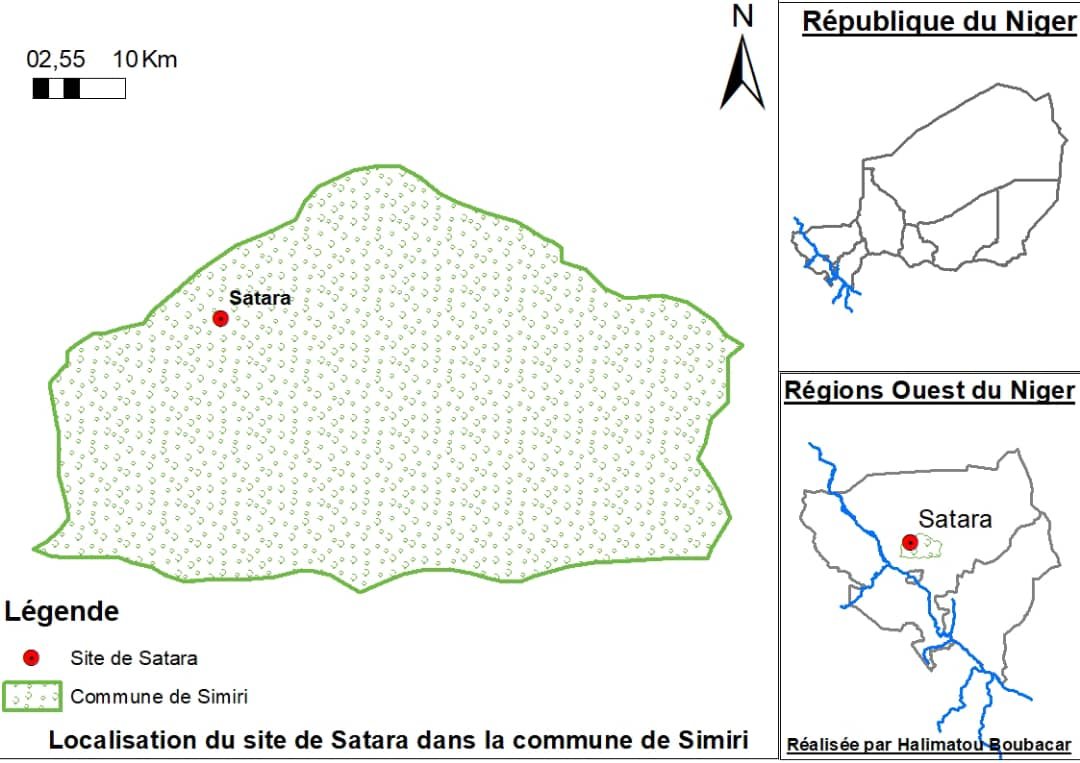 02,55 10 Km
N
Satara
Légende
Site de Satara
Commune de Simiri
Localisation du site de Satara dans la commune de Simiri
République du Niger
Régions Ouest du Niger
Satara
Réalisée par Halimatou Boubacar